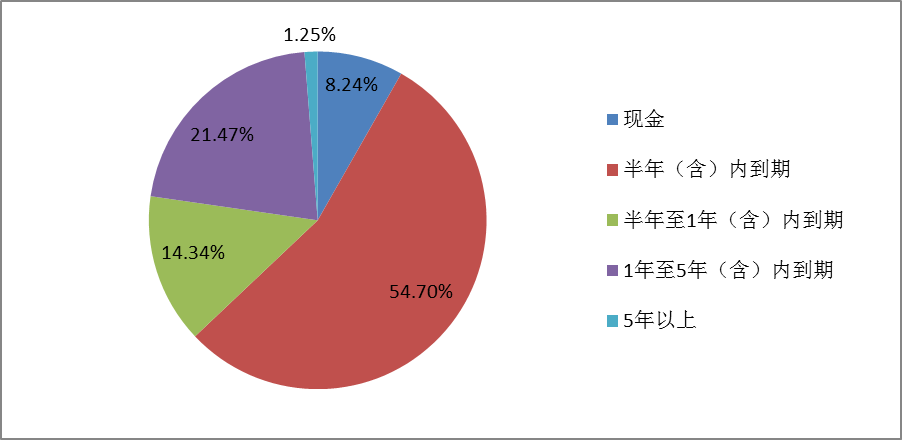 1.25%
8.24%
21.47%
14.34%
54.70%
现金
半年（含）内到期
半年至1年（含）内到期
1年至5年（含）内到期
5年以上